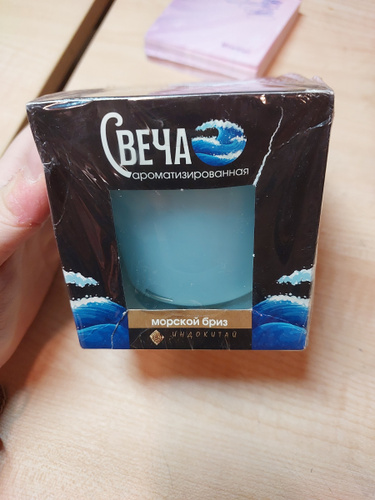 СВЕЧА
ароматизированная
морской бриз
ИНДОКИТАЙ